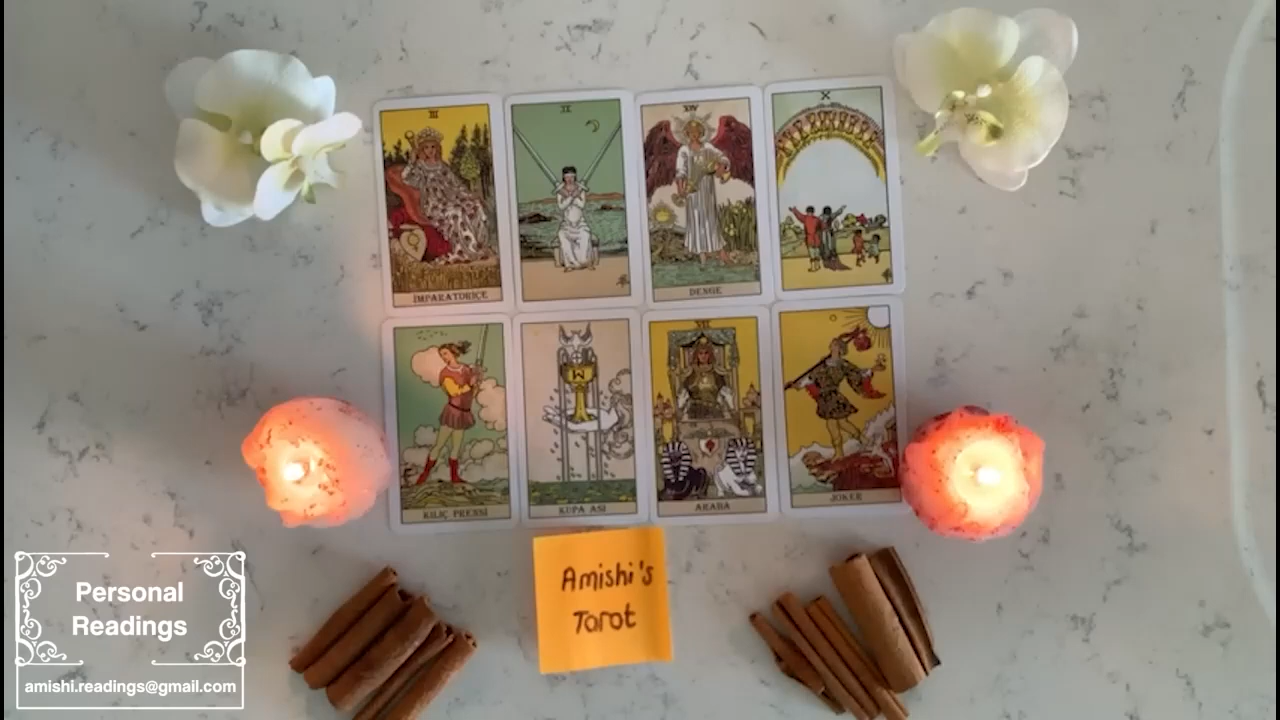 III
II
XIV
X
İMPARATORİÇE
DENGE
VII
KILIÇ PRENSİ
KUPA ASI
ARABA
JOKER
Amishi's
Tarot
Personal
Readings
amishi.readings@gmail.com